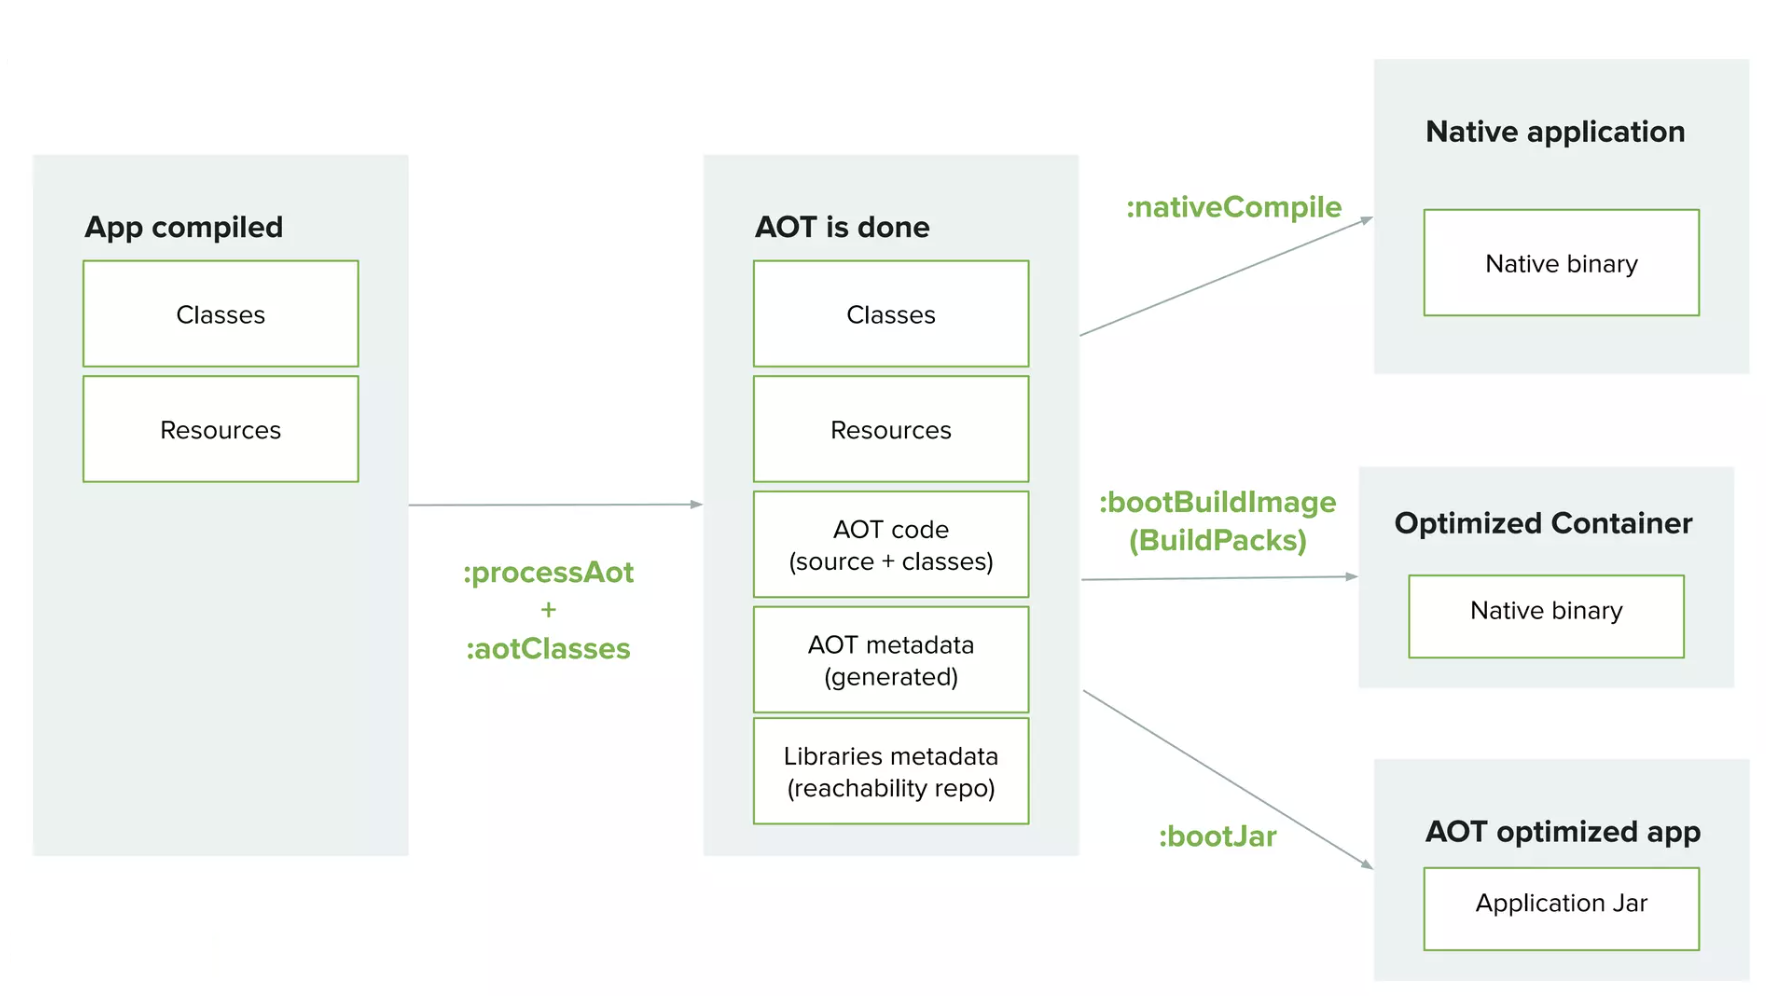 App compiled
Classes
Resources
:processAot
+
:aotClasses
AOT is done
Classes
Resources
AOT code
(source + classes)
AOT metadata
(generated)
Libraries metadata
(reachability repo)
:nativeCompile
Native application
Native binary
:bootBuildImage
(BuildPacks)
Optimized Container
Native binary
:bootJar
AOT optimized app
Application Jar